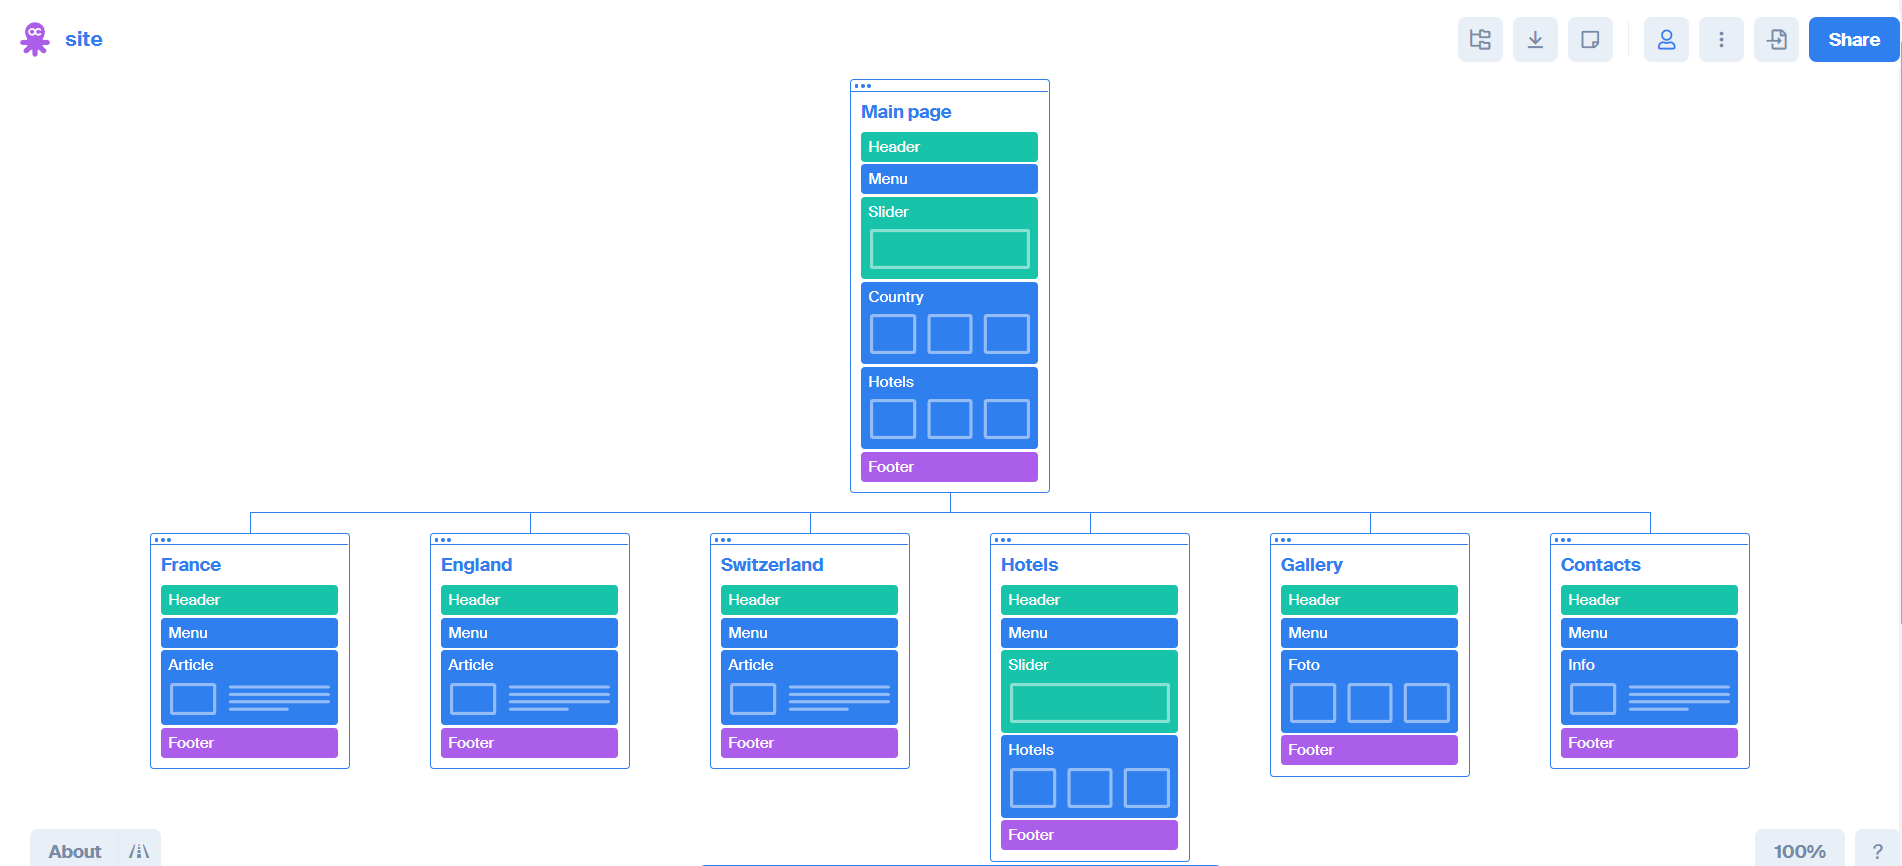 site
Share
Main page
Header
Menu
Slider
Country
Hotels
Footer
France
Header
Menu
Article
Footer
England
Header
Menu
Article
Footer
Switzerland
Header
Menu
Article
Footer
Hotels
Header
Menu
Slider
Hotels
Footer
Gallery
Header
Menu
Foto
Footer
Contacts
Header
Menu
Info
Footer
About
100%
?